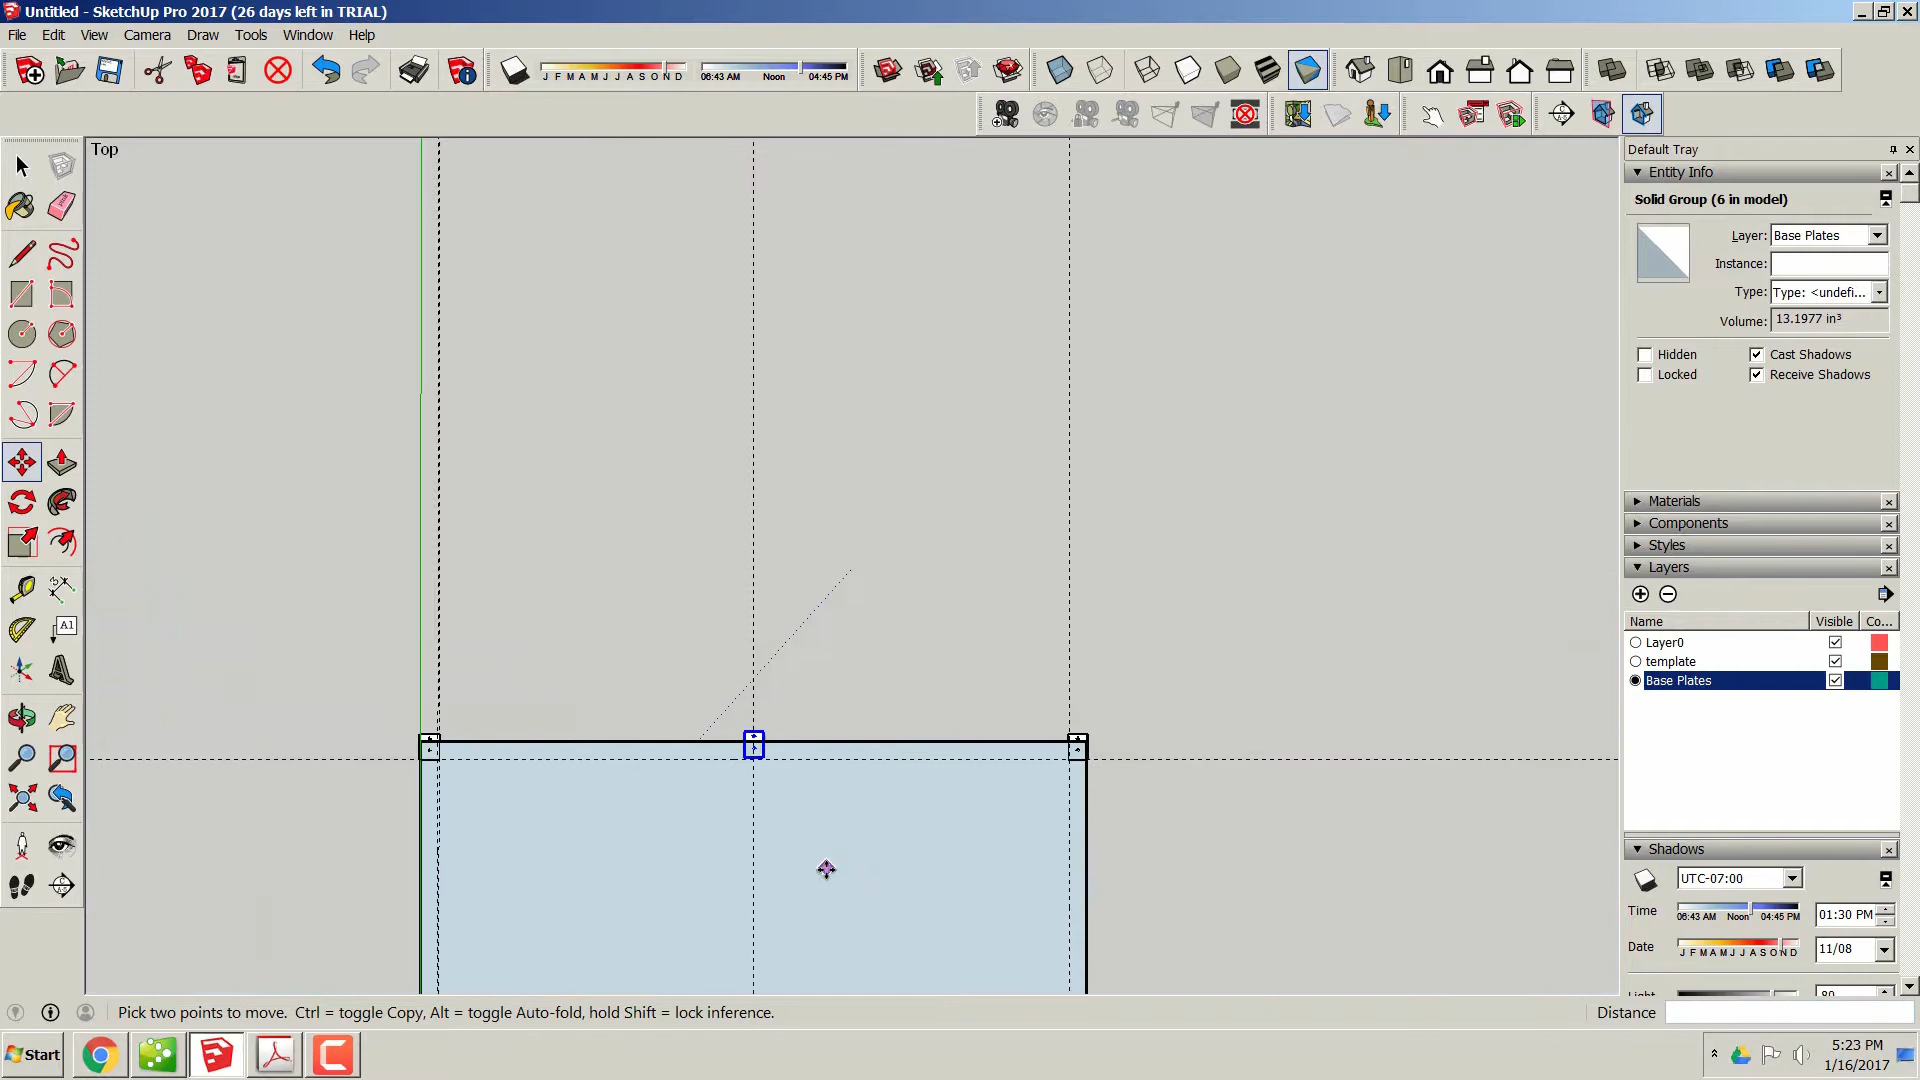 Untitled - SketchUp Pro 2017 (26 days left in TRIAL)
File Edit View Camera Draw Tools Window Help
J F M A M J J A S O N D
06:43 AM Noon 04:45 PM
Top
Default Tray
Entity Info
Solid Group (6 in model)
Layer: Base Plates
Instance:
Type: Type: <undefi...
Volume: 13.1977 in³
Hidden Cast Shadows
Locked Receive Shadows
Materials
Components
Styles
Layers
Name Visible Co...
Layer0
template
Base Plates
A1
Shadows
UTC-07:00
Time 06:43 AM Noon 04:45 PM 01:30 PM
Date J F M A M J J A S O N D 11/08
Light 80
Pick two points to move. Ctrl = toggle Copy, Alt = toggle Auto-fold, hold Shift = lock inference.
Distance
Start
5:23 PM
1/16/2017